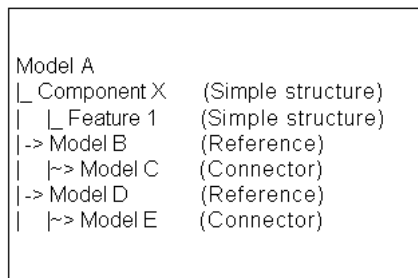 Model A
|_ Component X (Simple structure)
| |_ Feature 1 (Simple structure)
|-> Model B (Reference)
| |~> Model C (Connector)
|-> Model D (Reference)
| |~> Model E (Connector)